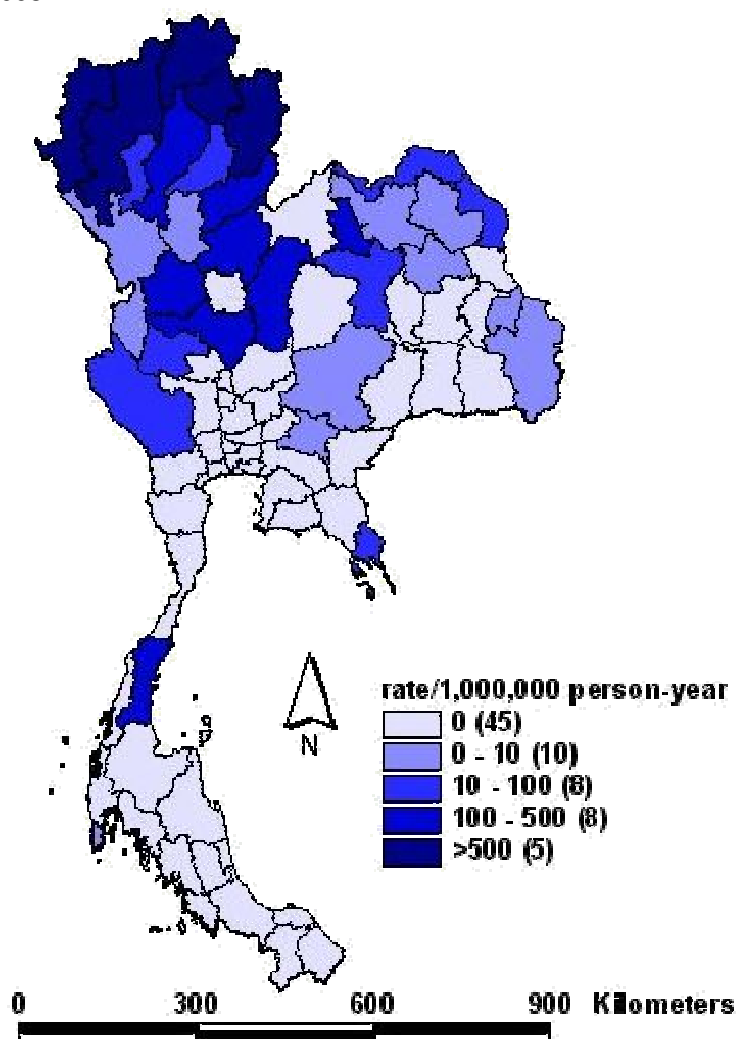 N
rate/1,000,000 person-year
0 (45)
0 - 10 (10)
10 - 100 (8)
100 - 500 (8)
>500 (5)
0 300 600 900 Kilometers